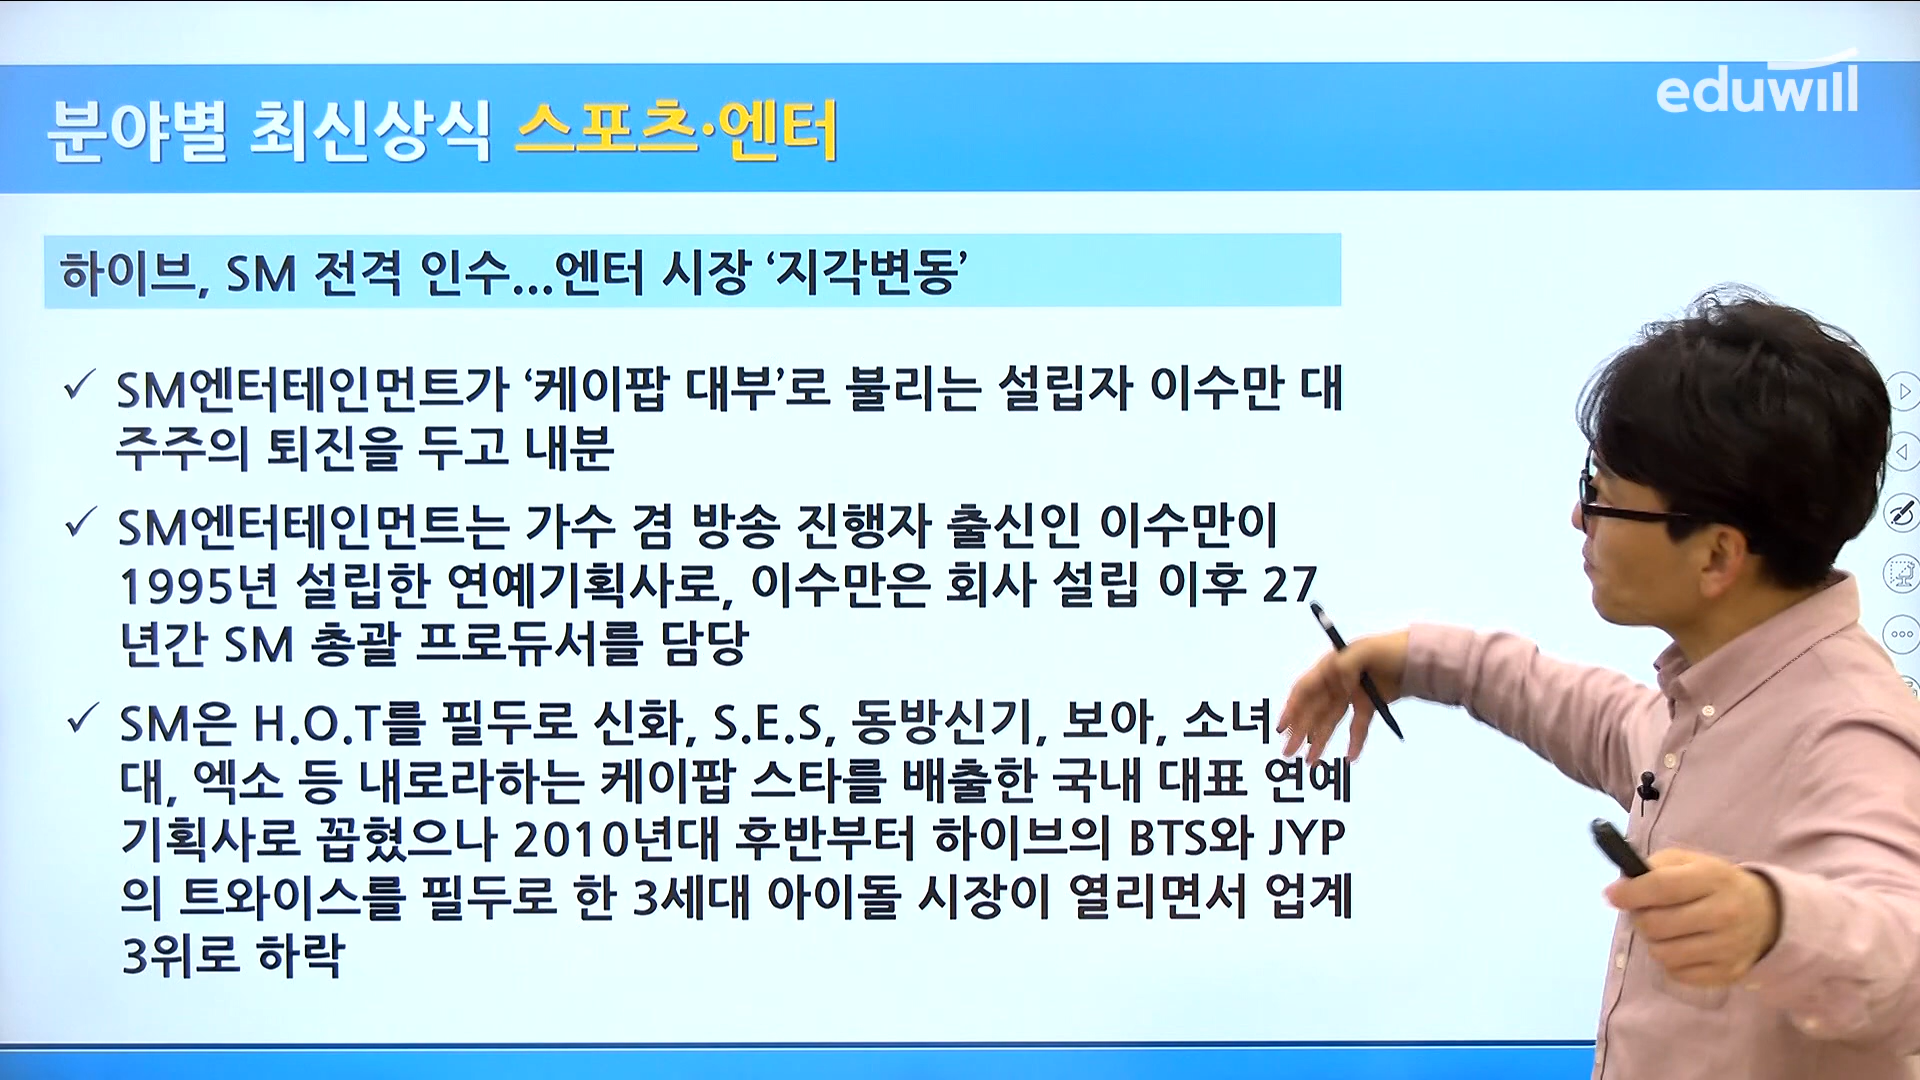 eduwill
분야별 최신상식 스포츠·엔터
하이브, SM 전격 인수...엔터 시장 ‘지각변동’
✓ SM엔터테인먼트가 ‘케이팝 대부’로 불리는 설립자 이수만 대
주주의 퇴진을 두고 내분
✓ SM엔터테인먼트는 가수 겸 방송 진행자 출신인 이수만이
1995년 설립한 연예기획사로, 이수만은 회사 설립 이후 27
년간 SM 총괄 프로듀서를 담당
✓ SM은 H.O.T를 필두로 신화, S.E.S, 동방신기, 보아, 소녀
대, 엑소 등 내로라하는 케이팝 스타를 배출한 국내 대표 연예
기획사로 꼽혔으나 2010년대 후반부터 하이브의 BTS와 JYP
의 트와이스를 필두로 한 3세대 아이돌 시장이 열리면서 업계
3위로 하락